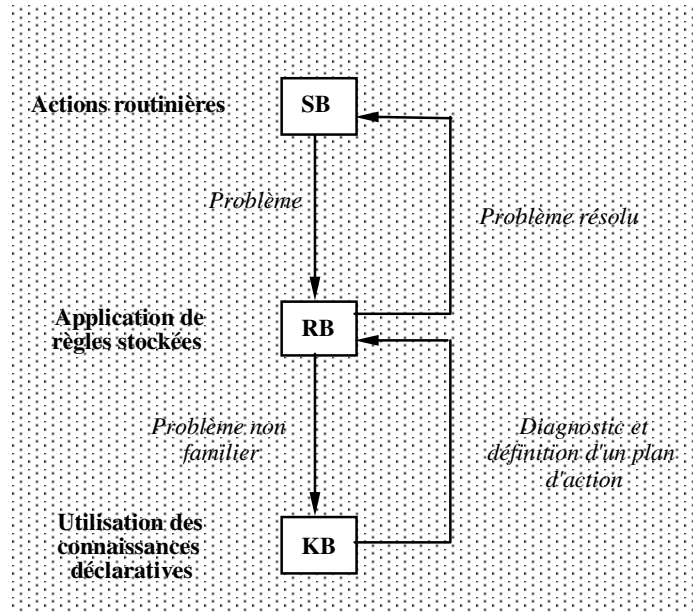 Actions routinières
SB
Problème
Problème résolu
Application de
règles stockées
RB
Problème non
familier
Diagnostic et
définition d'un plan
d'action
Utilisation des
connaissances
déclaratives
KB